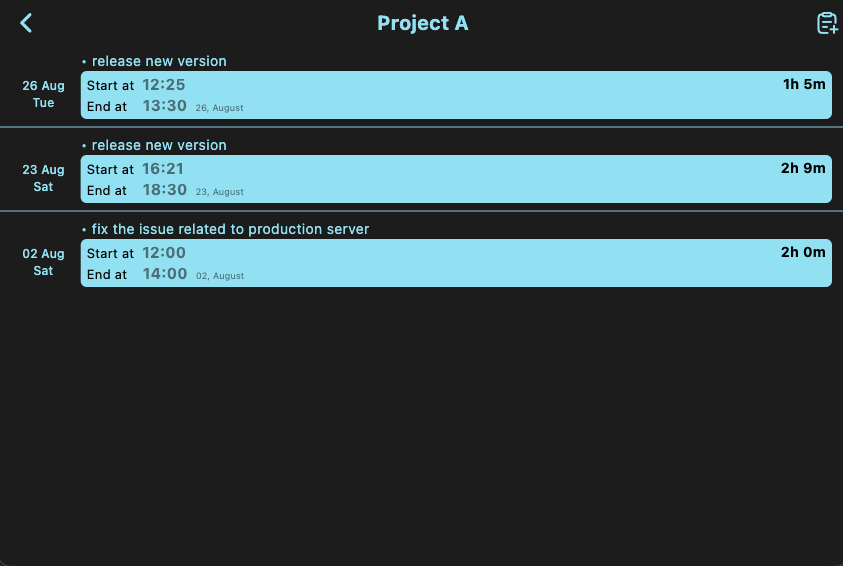 Project A
• release new version
26 Aug
Tue
Start at 12:25
1h 5m
End at 13:30 26, August
• release new version
23 Aug
Sat
Start at 16:21
2h 9m
End at 18:30 23, August
• fix the issue related to production server
02 Aug
Sat
Start at 12:00
2h 0m
End at 14:00 02, August